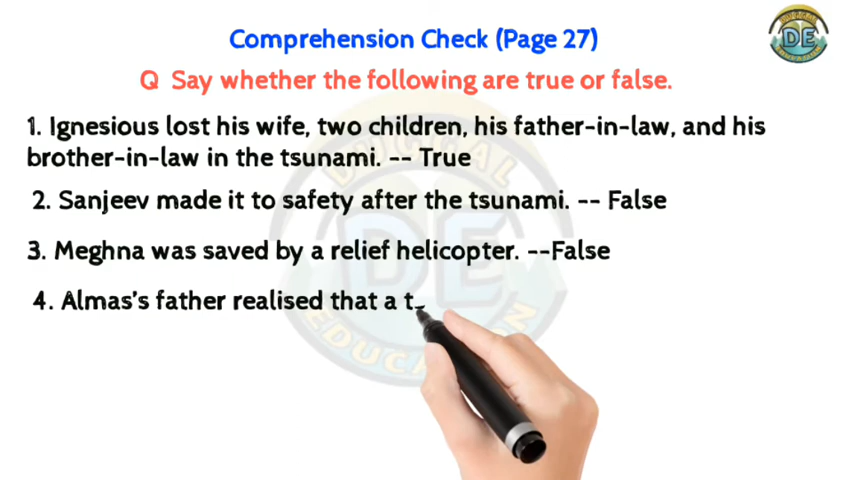 Comprehension Check (Page 27)
Q Say whether the following are true or false.
1. Ignesious lost his wife, two children, his father-in-law, and his
brother-in-law in the tsunami. -- True
2. Sanjeev made it to safety after the tsunami. -- False
3. Meghna was saved by a relief helicopter. --False
4. Almas's father realised that a t
DUGGAL
DE
EDUCATION